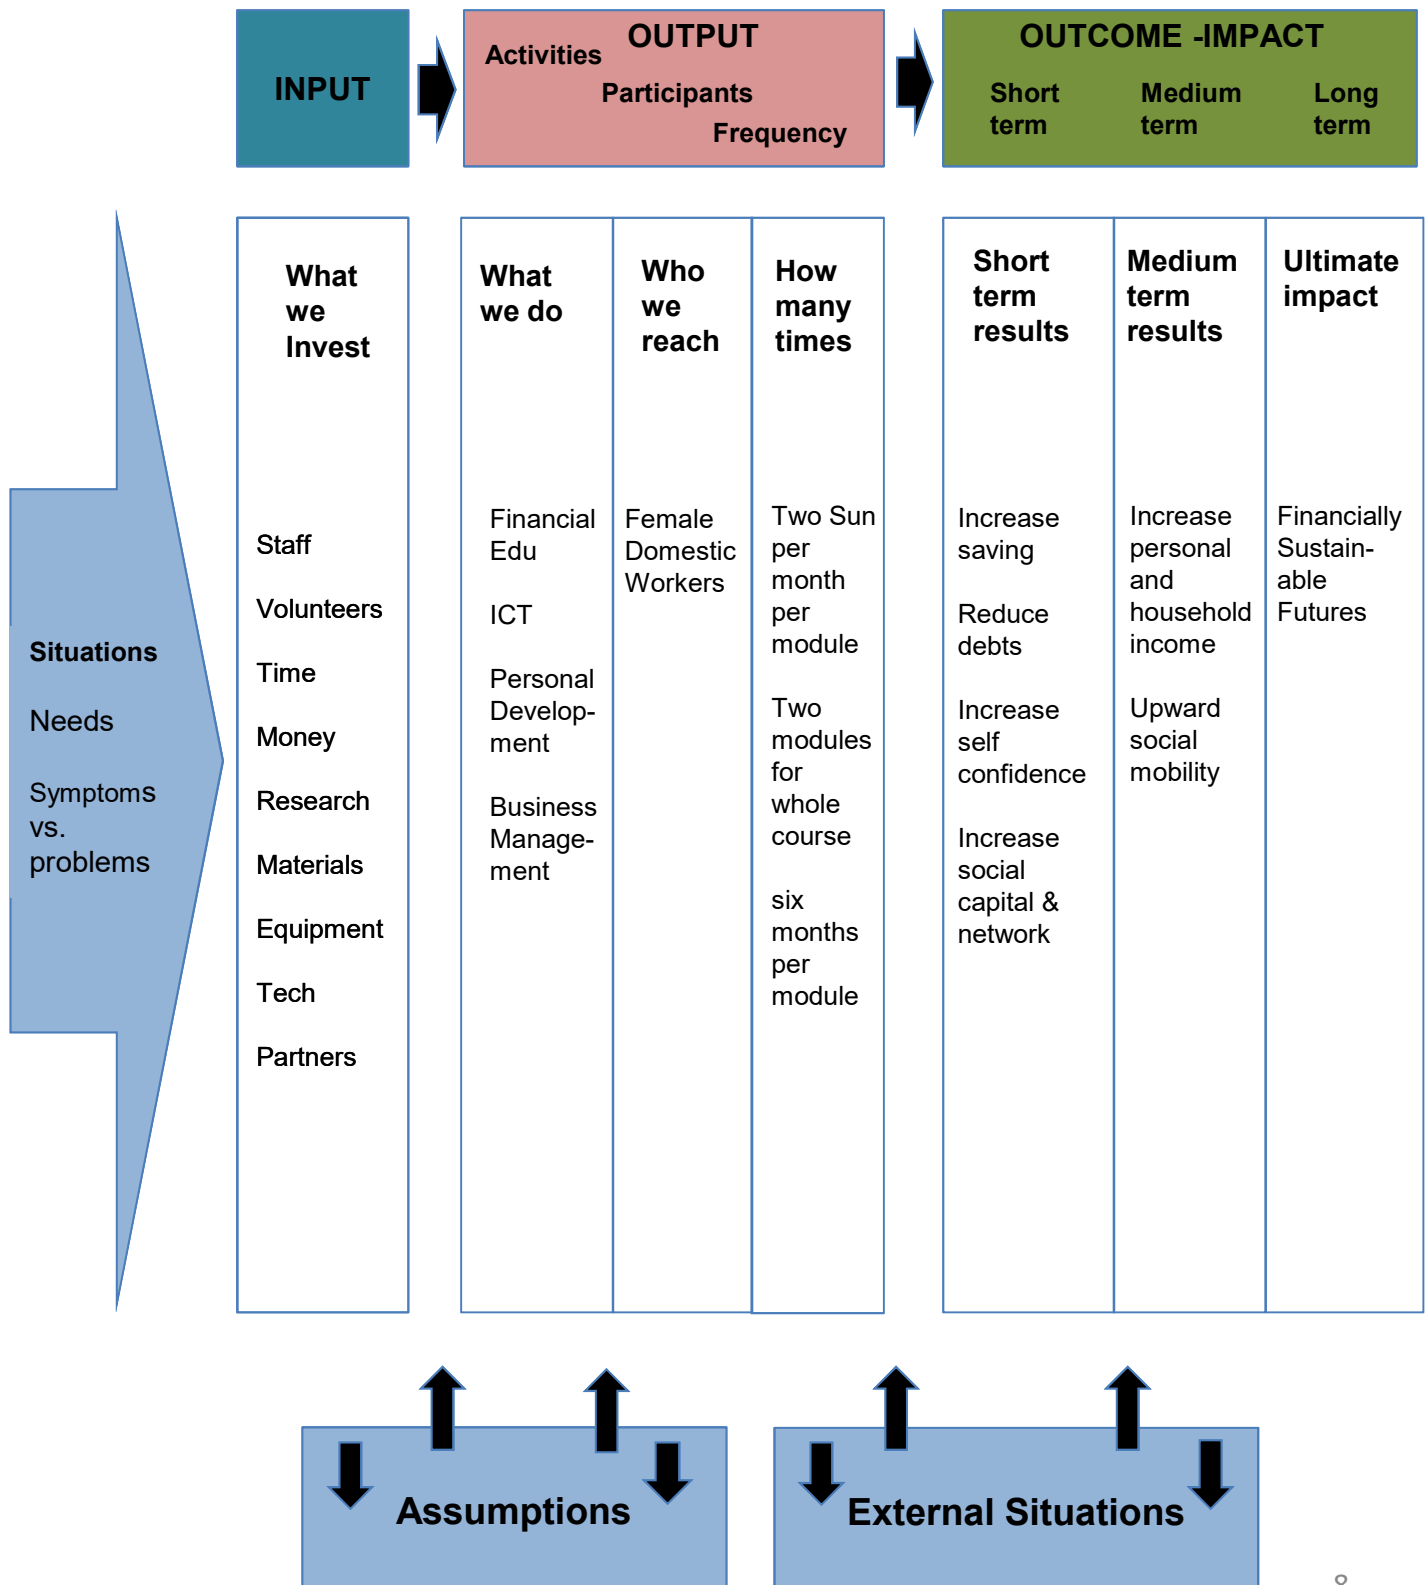 INPUT
OUTPUT
Activities
Participants
Frequency
OUTCOME -IMPACT
Short
term
Medium
term
Long
term
Situations
Needs
Symptoms
vs.
problems
What
we
Invest
Staff
Volunteers
Time
Money
Research
Materials
Equipment
Tech
Partners
What
we do
Financial
Edu
ICT
Personal
Develop-
ment
Business
Manage-
ment
Who
we
reach
Female
Domestic
Workers
How
many
times
Two Sun
per
month
per
module
Two
modules
for
whole
course
six
months
per
module
Short
term
results
Increase
saving
Reduce
debts
Increase
self
confidence
Increase
social
capital &
network
Medium
term
results
Increase
personal
and
household
income
Upward
social
mobility
Ultimate
impact
Financially
Sustain-
able
Futures
Assumptions
External Situations
8